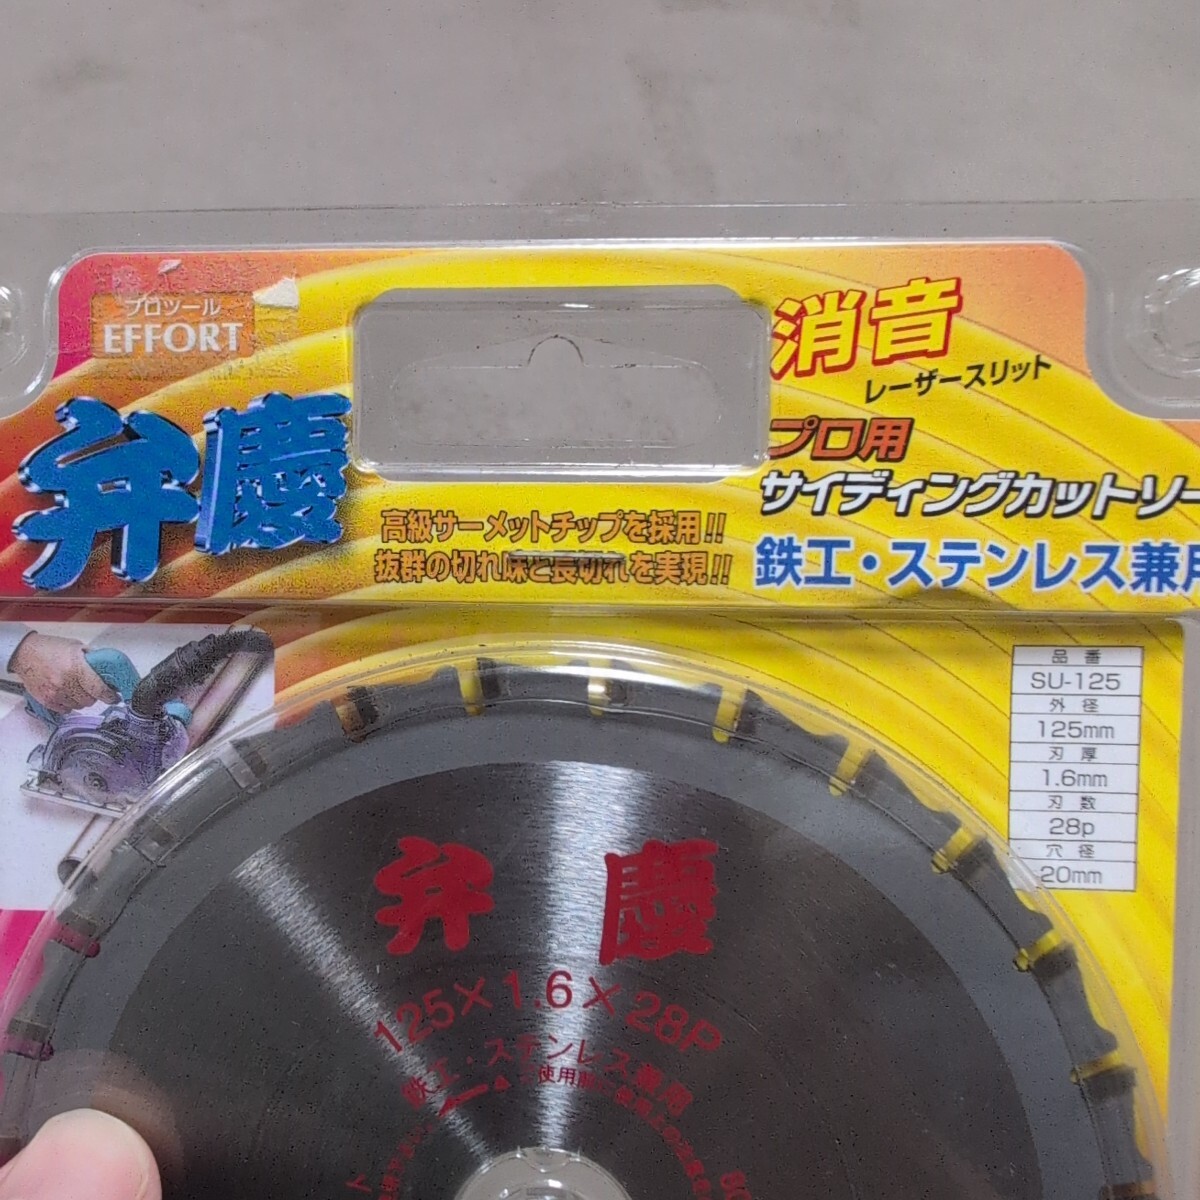 プロツール
EFFORT
弁慶
消音
レーザースリット
プロ用
サイディングカットソー
鉄工・ステンレス兼用
高級サーメットチップを採用!!
抜群の切れ味と長切れを実現!!
品番
SU-125
外径
125mm
刃厚
1.6mm
刃数
28p
穴径
20mm
弁慶
125×1.6×28P
鉄工・ステンレス兼用